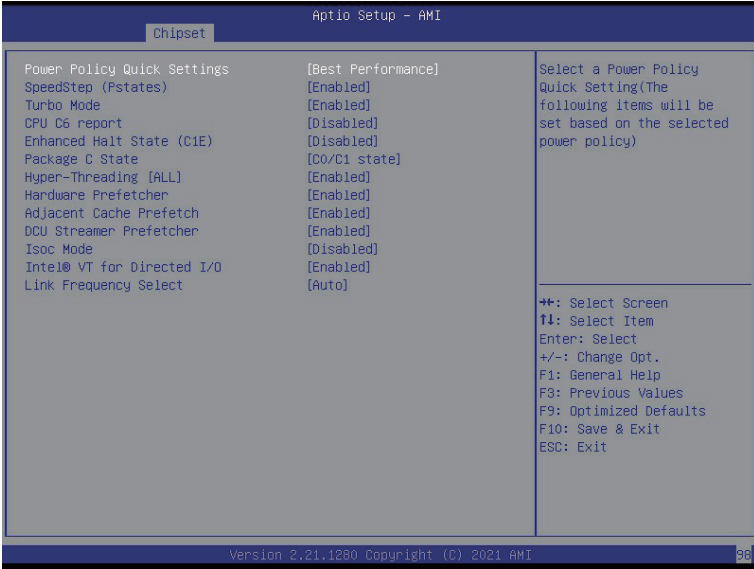 Aptio Setup – AMI
Chipset
Power Policy Quick Settings [Best Performance]
SpeedStep (Pstates) [Enabled]
Turbo Mode [Enabled]
CPU C6 report [Disabled]
Enhanced Halt State (C1E) [Disabled]
Package C State [C0/C1 state]
Hyper-Threading [ALL] [Enabled]
Hardware Prefetcher [Enabled]
Adjacent Cache Prefetch [Enabled]
DCU Streamer Prefetcher [Enabled]
Isoc Mode [Disabled]
Intel® VT for Directed I/O [Enabled]
Link Frequency Select [Auto]
Select a Power Policy
Quick Setting(The
following items will be
set based on the selected
power policy)
→←: Select Screen
↑↓: Select Item
Enter: Select
+/-: Change Opt.
F1: General Help
F3: Previous Values
F9: Optimized Defaults
F10: Save & Exit
ESC: Exit
Version 2.21.1280 Copyright (C) 2021 AMI
98